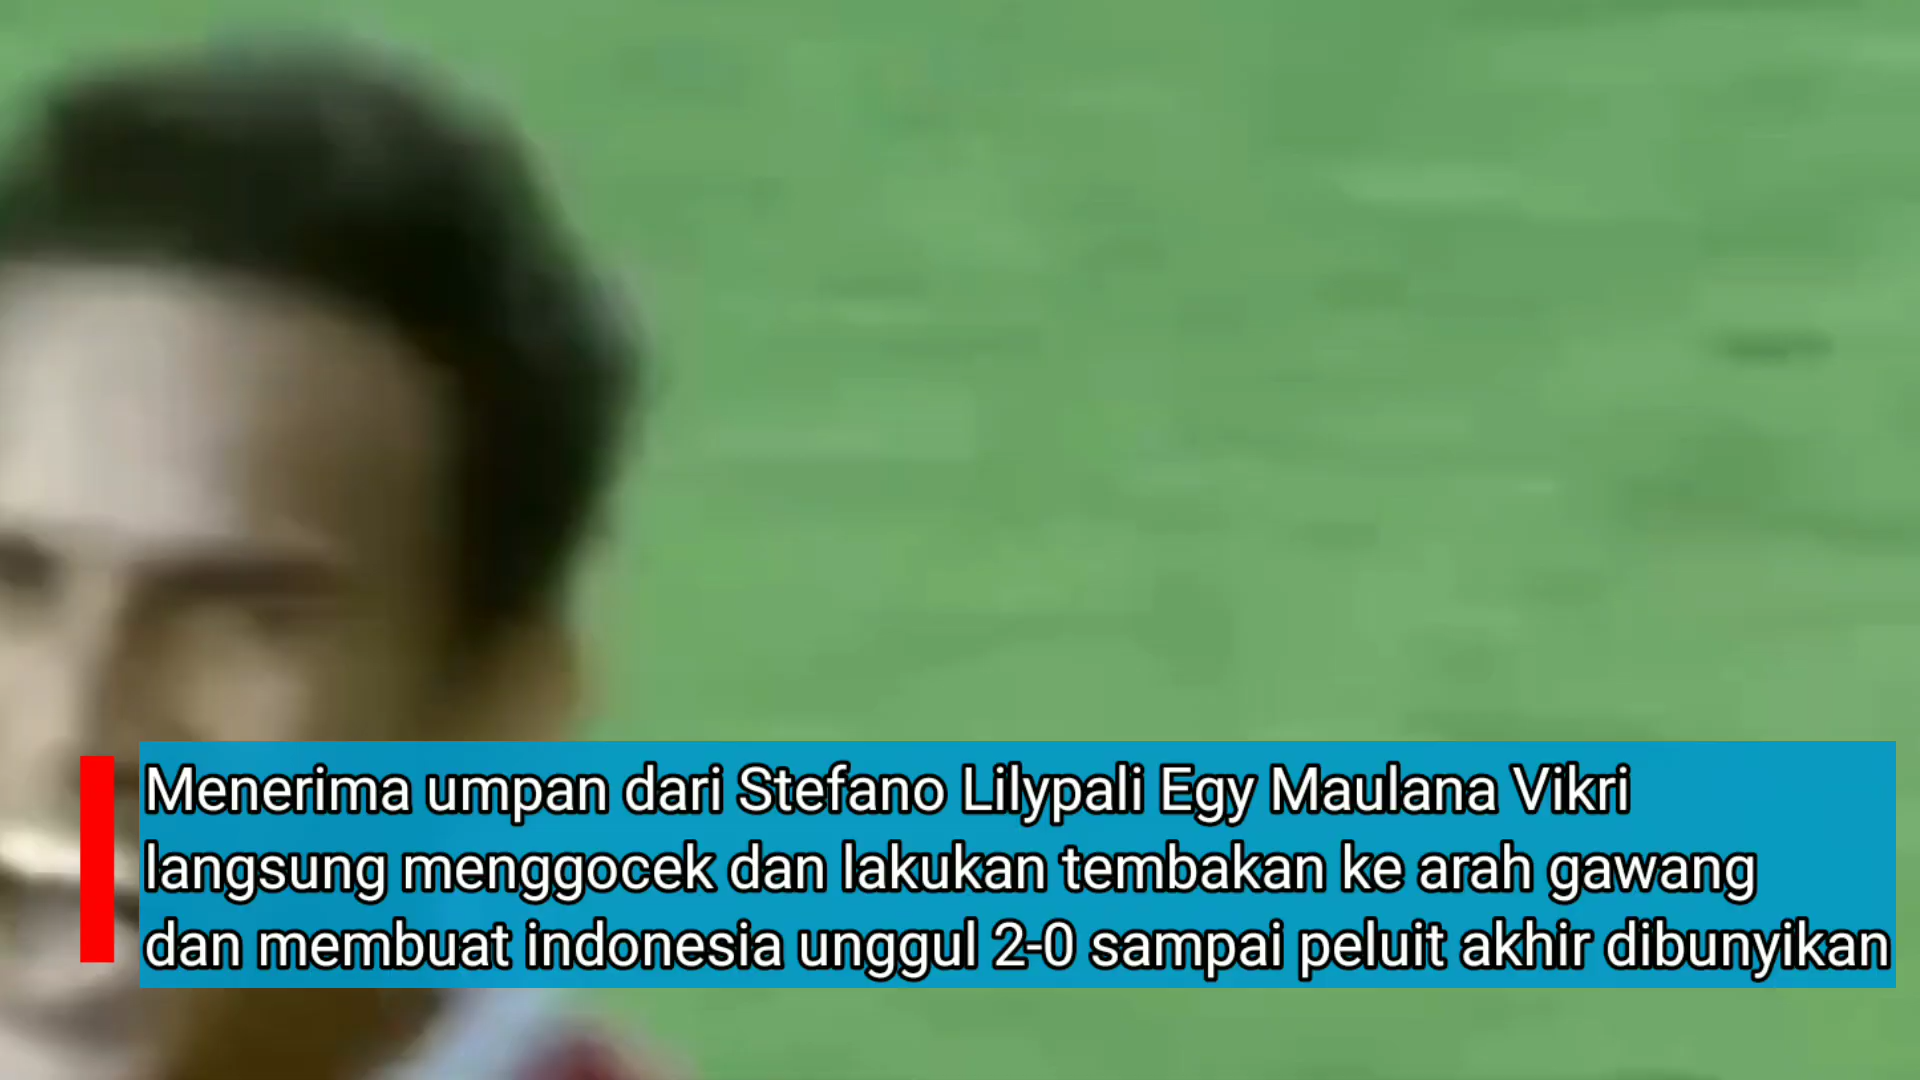 Menerima umpan dari Stefano Lilypali Egy Maulana Vikri
langsung menggocek dan lakukan tembakan ke arah gawang
dan membuat indonesia unggul 2-0 sampai peluit akhir dibunyikan